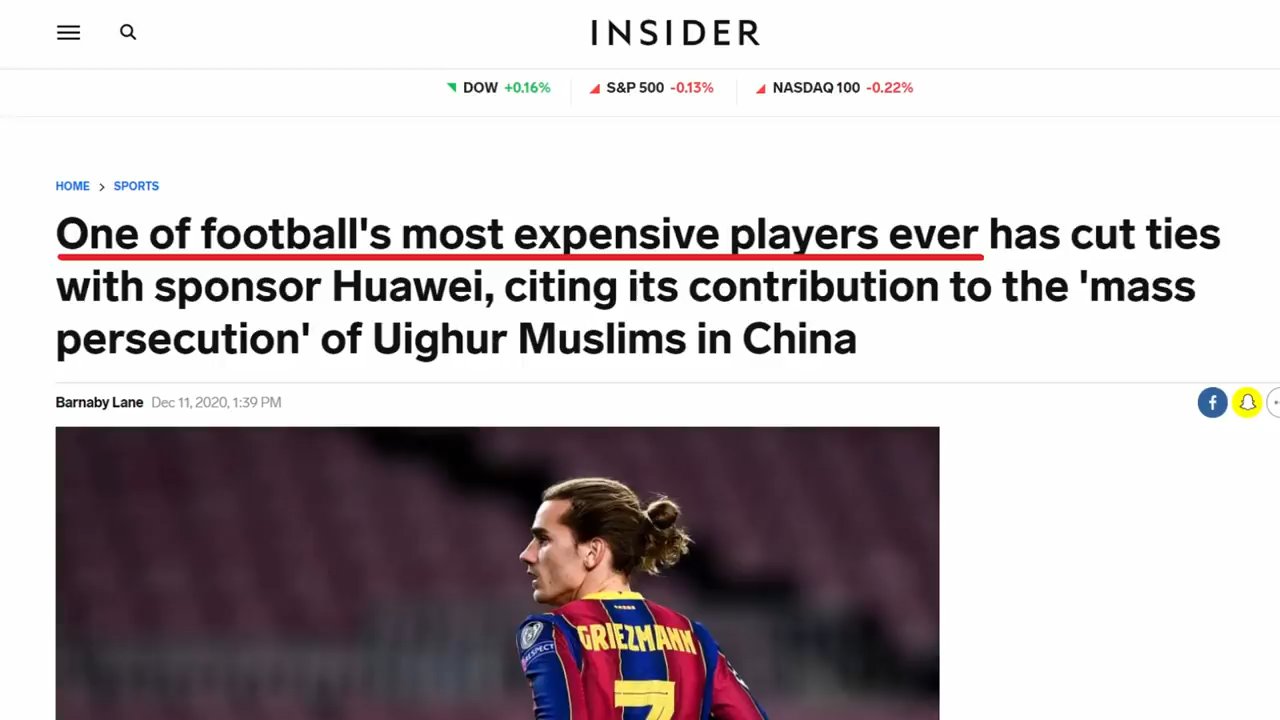 INSIDER
DOW +0.16% S&P 500 -0.13% NASDAQ 100 -0.22%
HOME > SPORTS
One of football's most expensive players ever has cut ties
with sponsor Huawei, citing its contribution to the 'mass
persecution' of Uighur Muslims in China
Barnaby Lane Dec 11, 2020, 1:39 PM
RESPECT
GRIEZMANN
7